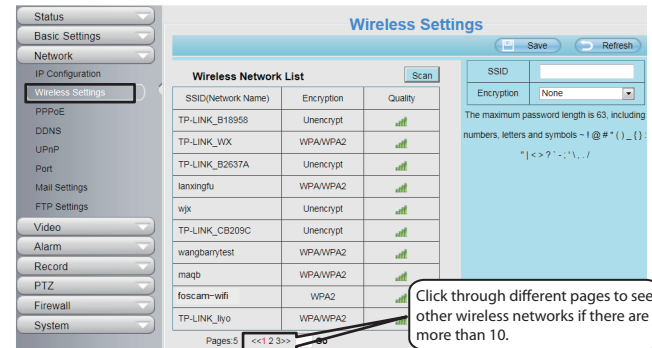 Status
Basic Settings
Network
IP Configuration
Wireless Settings
PPPoE
DDNS
UPnP
Port
Mail Settings
FTP Settings
Video
Alarm
Record
PTZ
Firewall
System
Wireless Settings
Save Refresh
Wireless Network List Scan
SSID(Network Name) Encryption Quality
TP-LINK_B18958 Unencrypt
TP-LINK_WX WPA/WPA2
TP-LINK_B2637A Unencrypt
lanxingfu WPA/WPA2
wjx Unencrypt
TP-LINK_CB209C Unencrypt
wangbarrytest WPA/WPA2
maqb WPA/WPA2
foscam-wifi WPA2
TP-LINK_liyo WPA/WPA2
Pages:5 <<1 2 3>> Go
SSID
Encryption None
The maximum password length is 63, including
numbers, letters and symbols ~ ! @ # * ( ) _ { } :
" | < > ? ` - ; ' \ , . /
Click through different pages to see
other wireless networks if there are
more than 10.